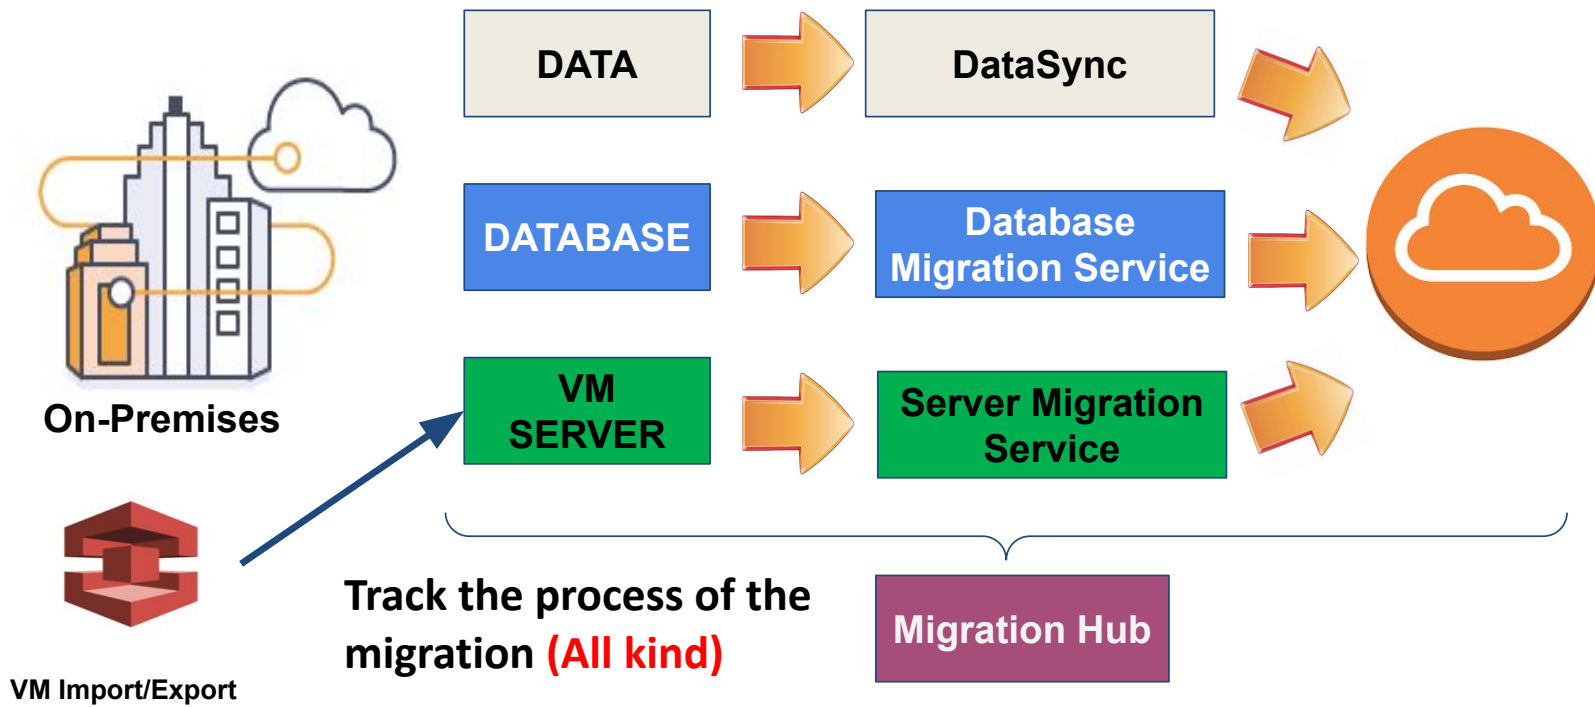 DATA
DataSync
DATABASE
Database
Migration Service
On-Premises
VM
SERVER
Server Migration
Service
VM Import/Export
Track the process of the
migration (All kind)
Migration Hub